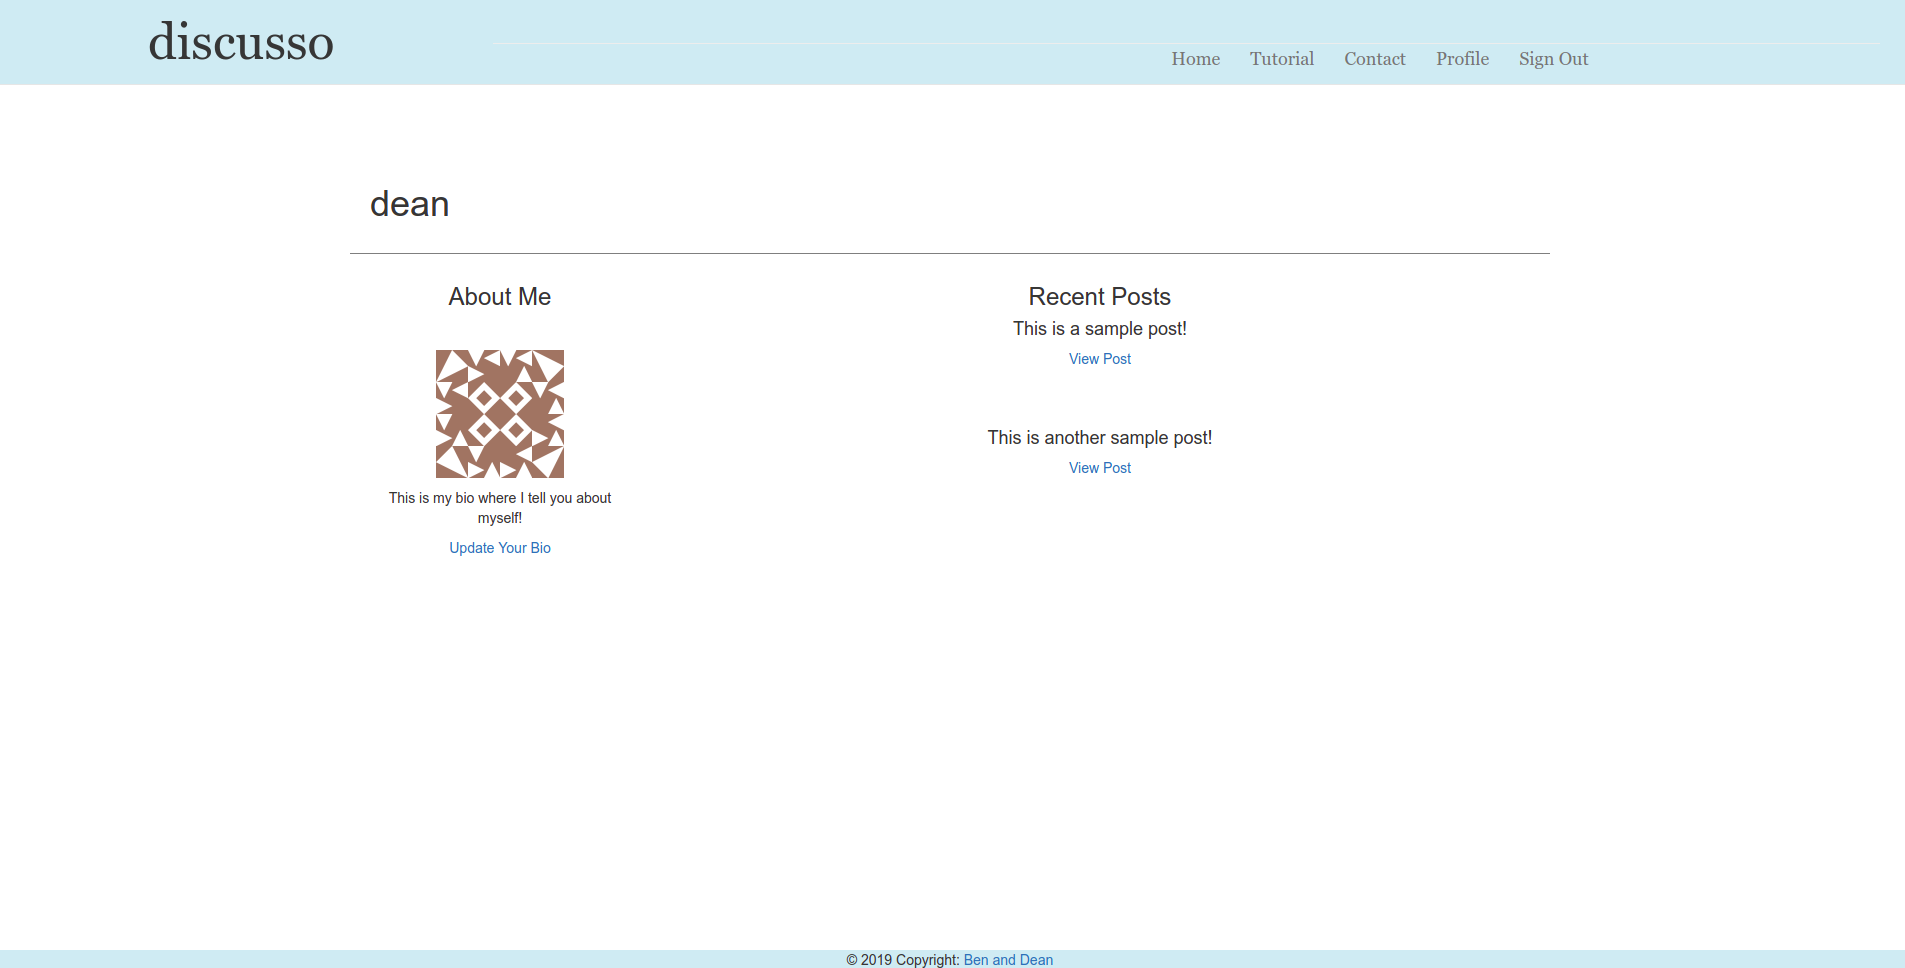 discusso
Home Tutorial Contact Profile Sign Out
dean
About Me
This is my bio where I tell you about
myself!
Update Your Bio
Recent Posts
This is a sample post!
View Post
This is another sample post!
View Post
© 2019 Copyright: Ben and Dean